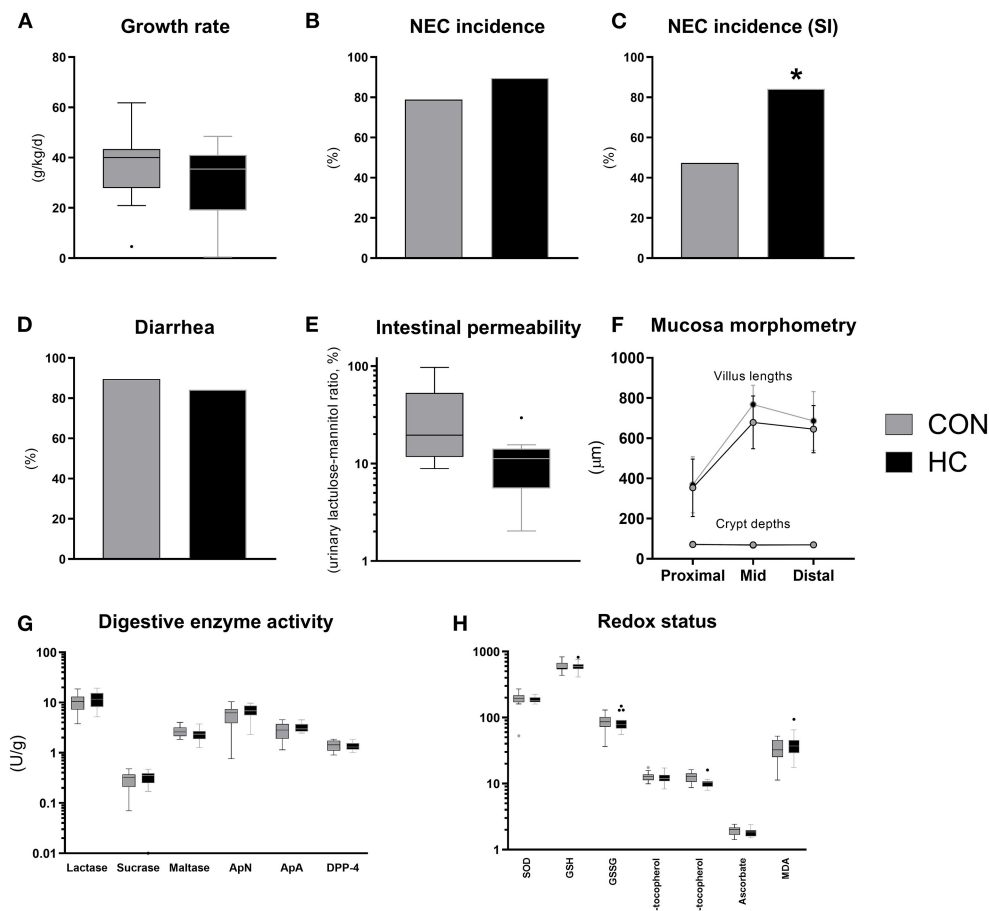 A Growth rate
B NEC incidence
C NEC incidence (SI)
80
60
40
20
0
(g/kg/d)
100
80
60
40
20
0
(%)
100
80
60
40
20
0
(%)
*
D Diarrhea
E Intestinal permeability
F Mucosa morphometry
100
80
60
40
20
0
(%)
100
10
1
(urinary lactulose-mannitol ratio, %)
1000
800
600
400
200
0
(μm)
Villus lengths
Crypt depths
Proximal Mid Distal
CON
HC
G Digestive enzyme activity
H Redox status
100
10
1
0.1
0.01
(U/g)
Lactase Sucrase Maltase ApN ApA DPP-4
1000
100
10
1
SOD
GSH
GSSG
-tocopherol
-tocopherol
Ascorbate
MDA